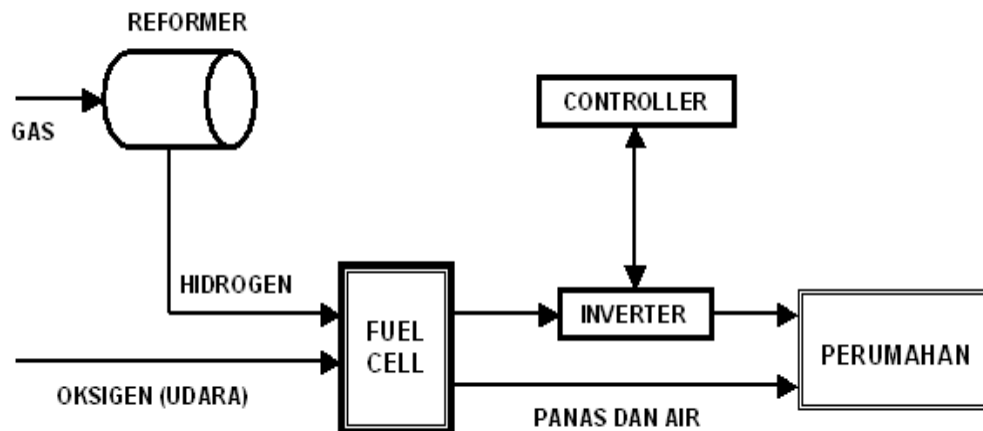 REFORMER
GAS
CONTROLLER
HIDROGEN
FUEL
CELL
INVERTER
PERUMAHAN
OKSIGEN (UDARA)
PANAS DAN AIR